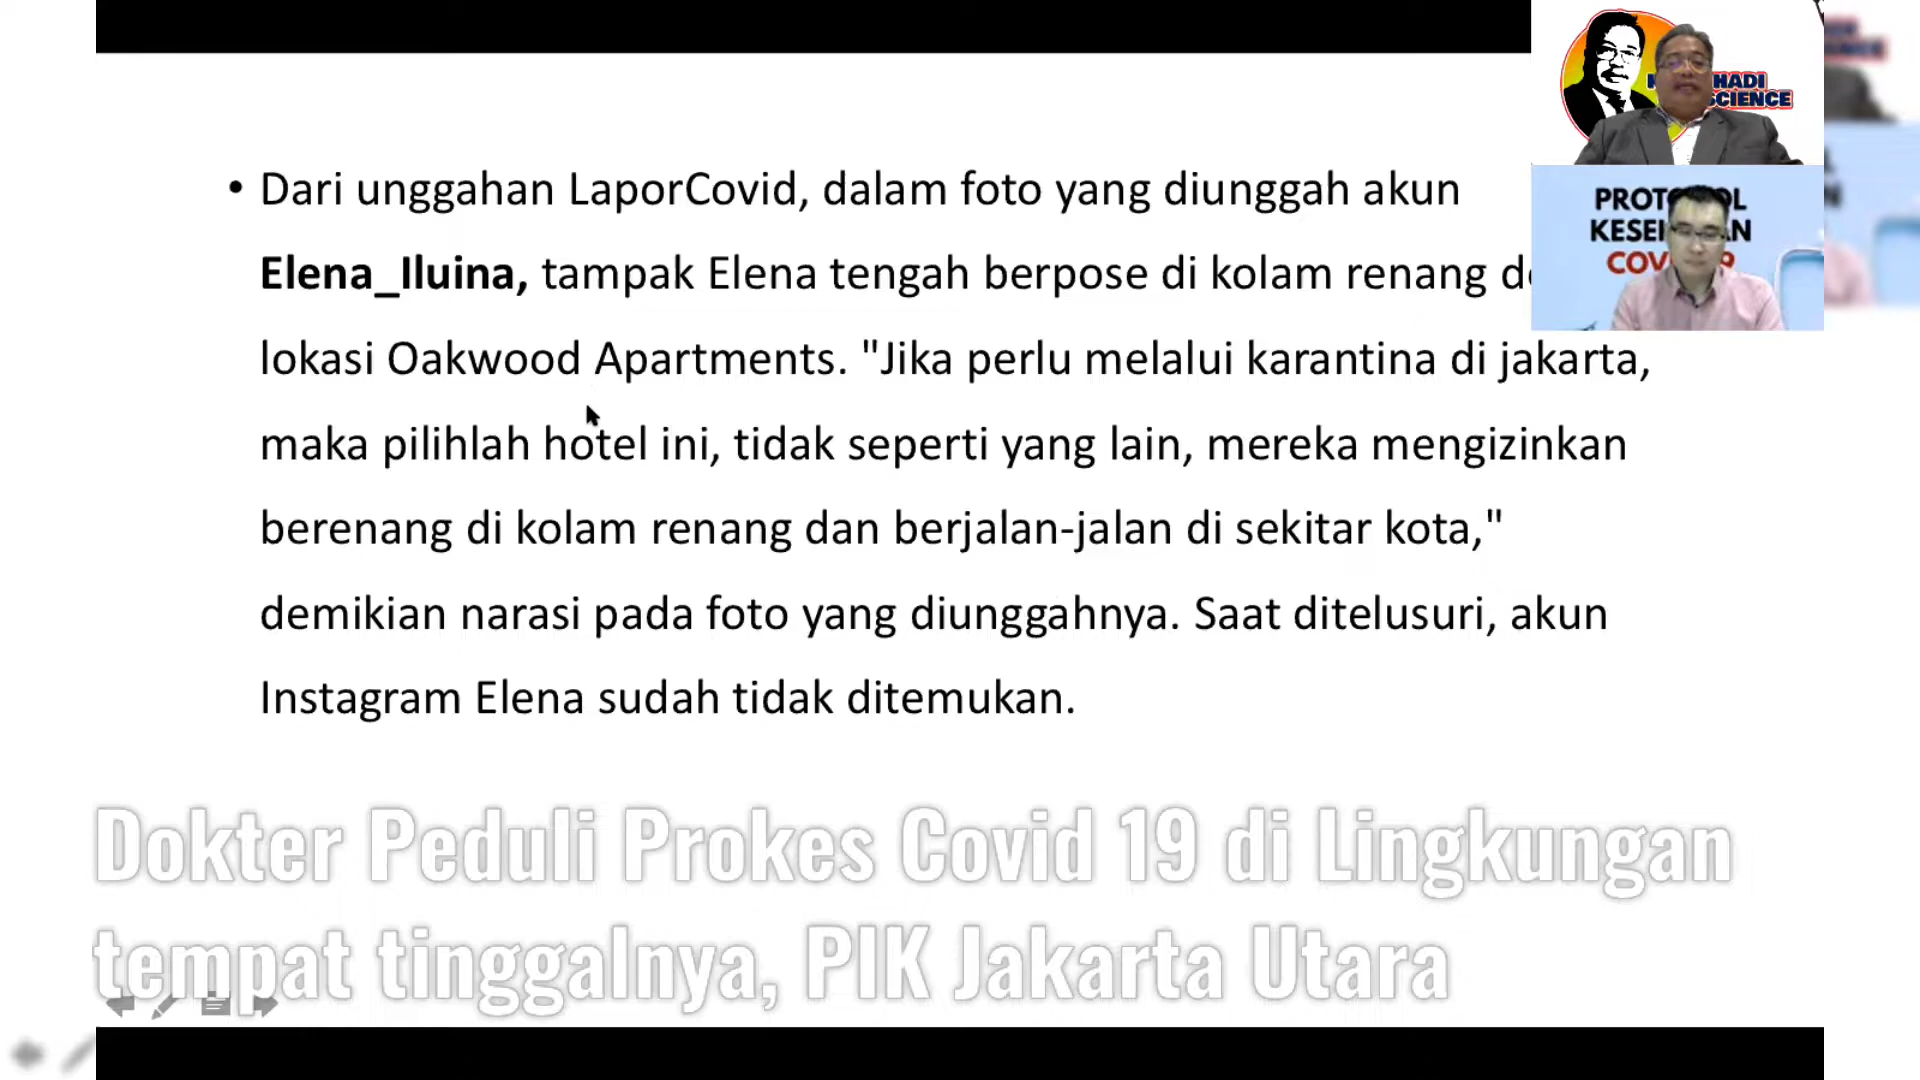 • Dari unggahan LaporCovid, dalam foto yang diunggah akun
Elena_Iluina, tampak Elena tengah berpose di kolam renang
lokasi Oakwood Apartments. "Jika perlu melalui karantina di jakarta,
maka pilihlah hotel ini, tidak seperti yang lain, mereka mengizinkan
berenang di kolam renang dan berjalan-jalan di sekitar kota,"
demikian narasi pada foto yang diunggahnya. Saat ditelusuri, akun
Instagram Elena sudah tidak ditemukan.
HADI
SCIENCE
Dokter Peduli Prokes Covid 19 di Lingkungan
tempat tinggalnya, PIK Jakarta Utara